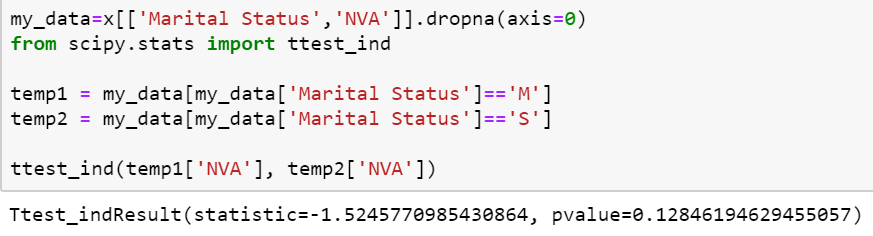 my_data=x[['Marital Status','NVA']].dropna(axis=0)
from scipy.stats import ttest_ind
temp1 = my_data[my_data['Marital Status']=='M']
temp2 = my_data[my_data['Marital Status']=='S']
ttest_ind(temp1['NVA'], temp2['NVA'])
Ttest_indResult(statistic=-1.5245770985430864, pvalue=0.12846194629455057)